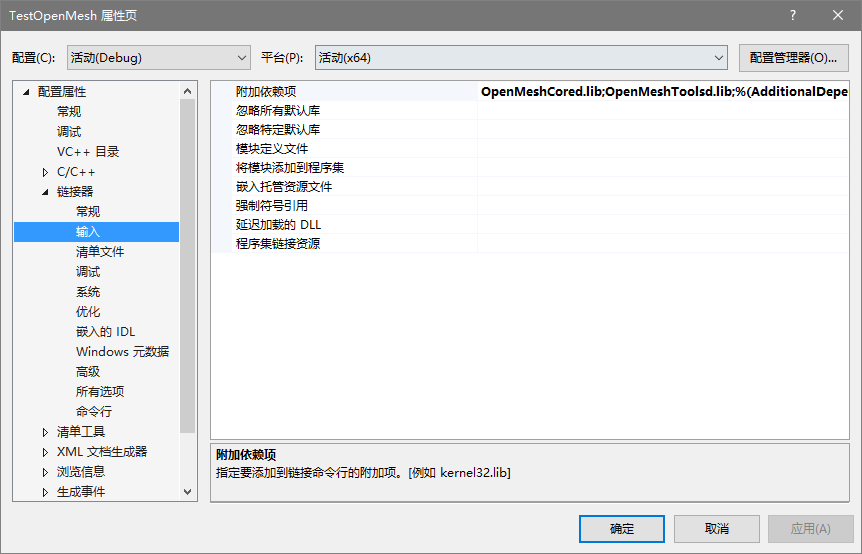 TestOpenMesh 属性页
配置(C): 活动(Debug) 平台(P): 活动(x64) 配置管理器(O)...
配置属性
常规
调试
VC++ 目录
C/C++
链接器
常规
输入
清单文件
调试
系统
优化
嵌入的 IDL
Windows 元数据
高级
所有选项
命令行
清单工具
XML 文档生成器
浏览信息
生成事件
附加依赖项 OpenMeshCored.lib;OpenMeshToolsd.lib;%(AdditionalDepe
忽略所有默认库
忽略特定默认库
模块定义文件
将模块添加到程序集
嵌入托管资源文件
强制符号引用
延迟加载的 DLL
程序集链接资源
附加依赖项
指定要添加到链接命令行的附加项。[例如 kernel32.lib]
确定 取消 应用(A)